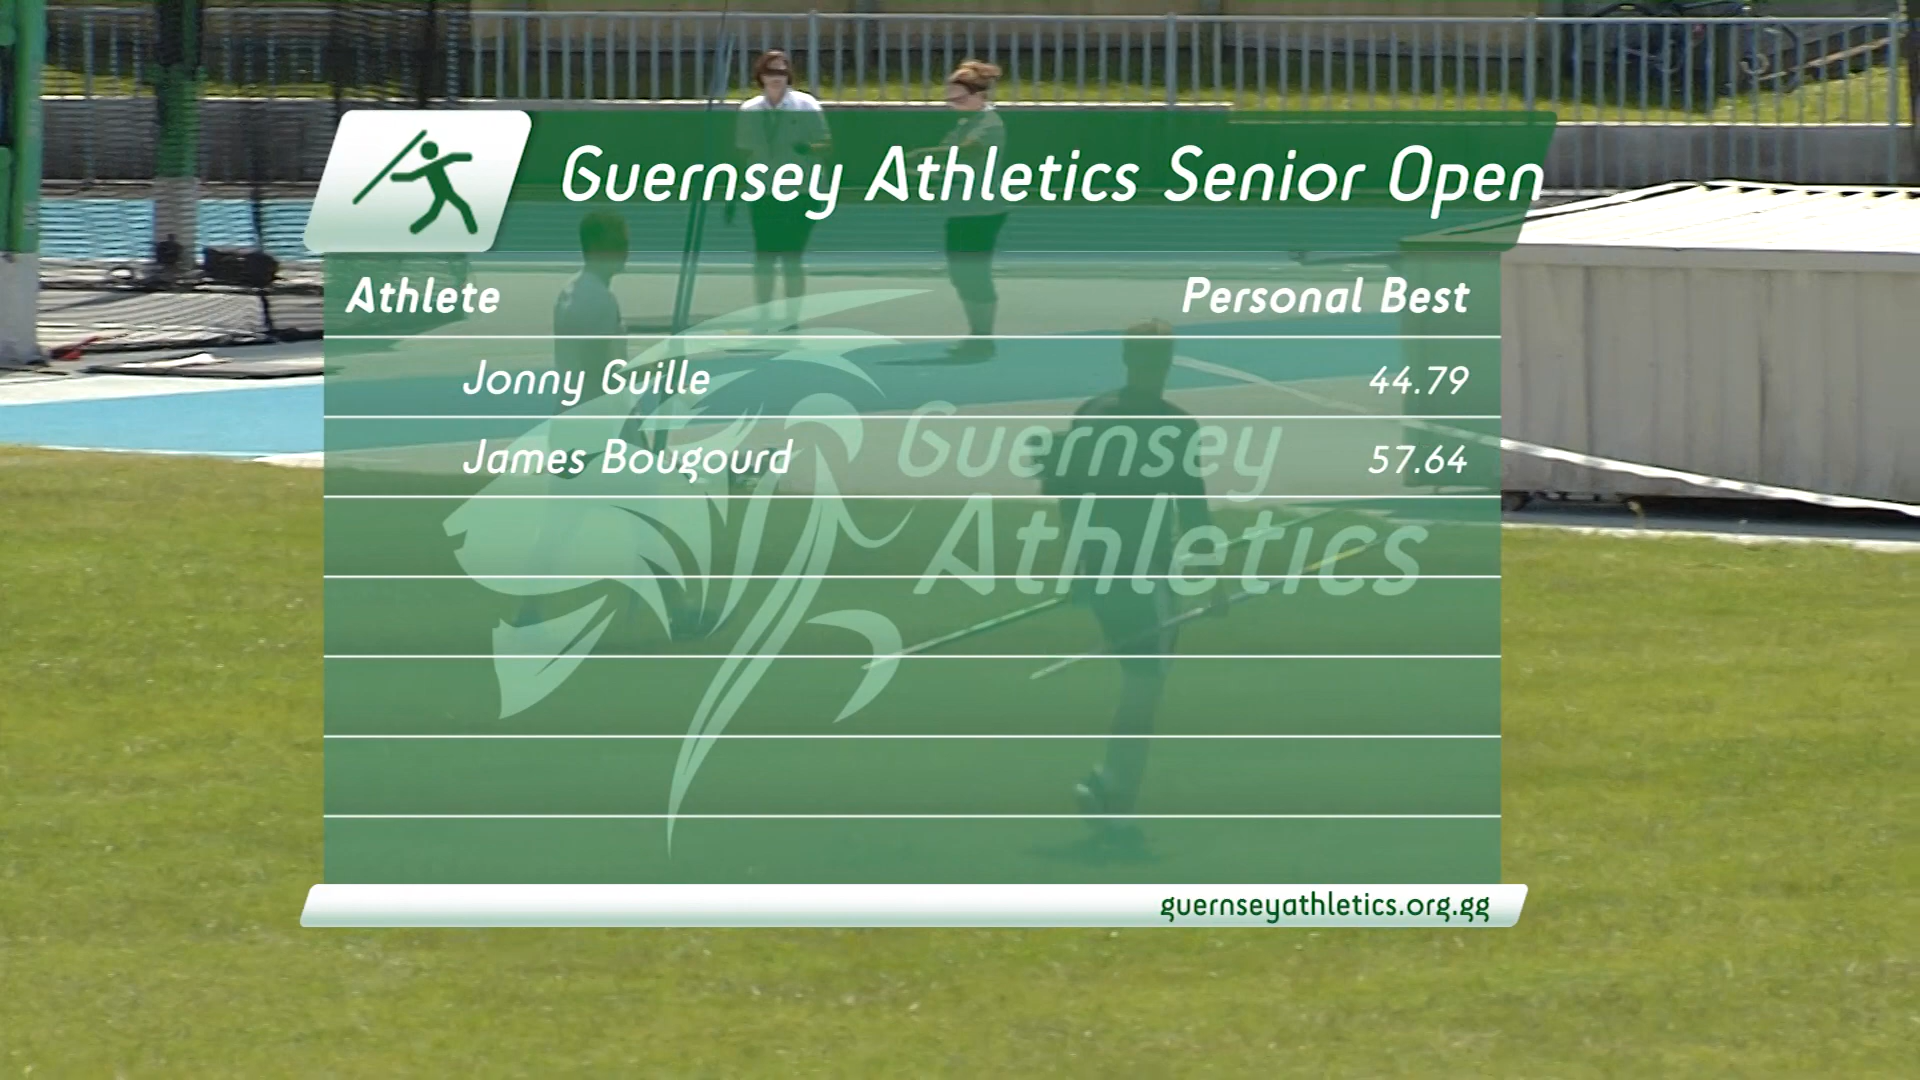 Guernsey Athletics Senior Open
Athlete Personal Best
Jonny Guille 44.79
James Bougourd 57.64
Guernsey
Athletics
guernseyathletics.org.gg